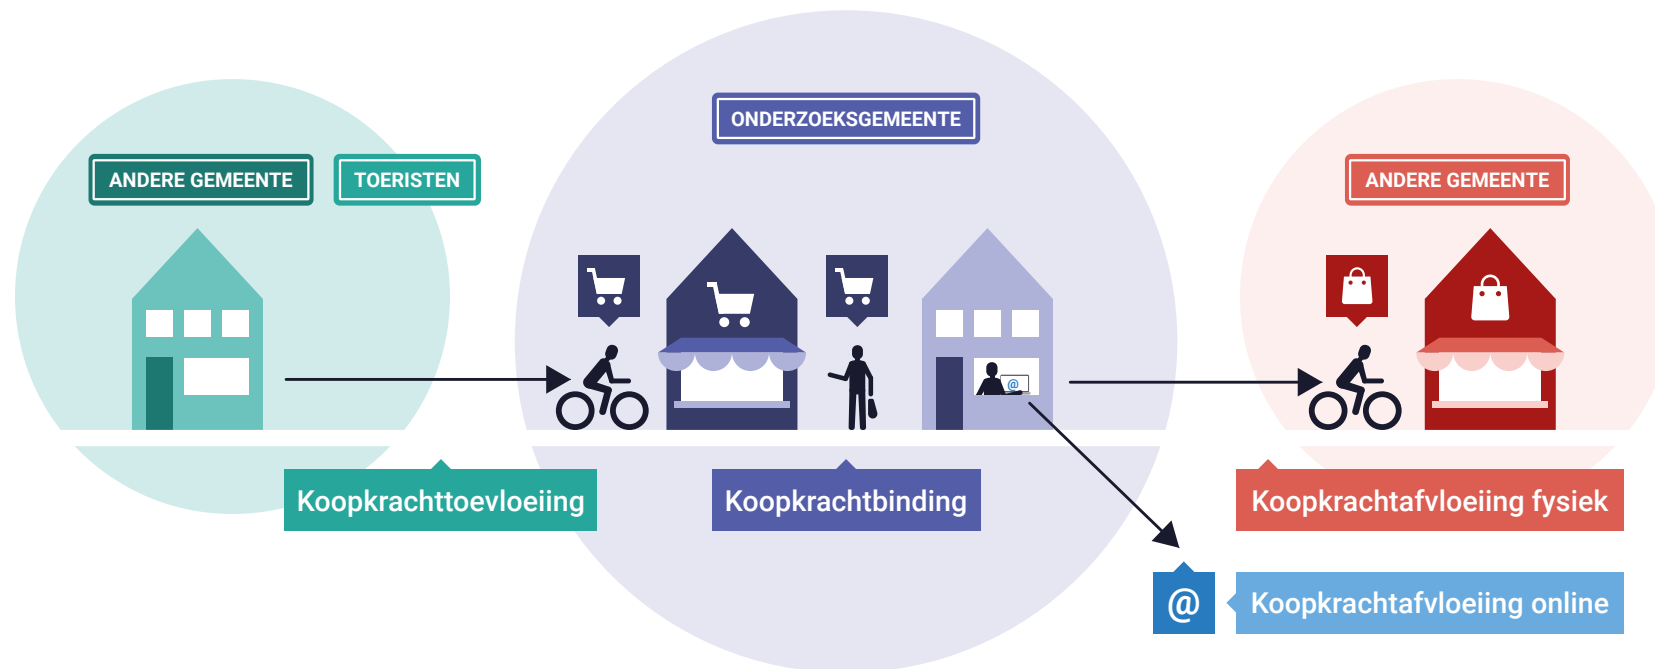 ONDERZOEKSGEMEENTE
ANDERE GEMEENTE
TOERISTEN
ANDERE GEMEENTE
@
Koopkrachttoevloeiing
Koopkrachtbinding
Koopkrachtafvloeiing fysiek
@
Koopkrachtafvloeiing online